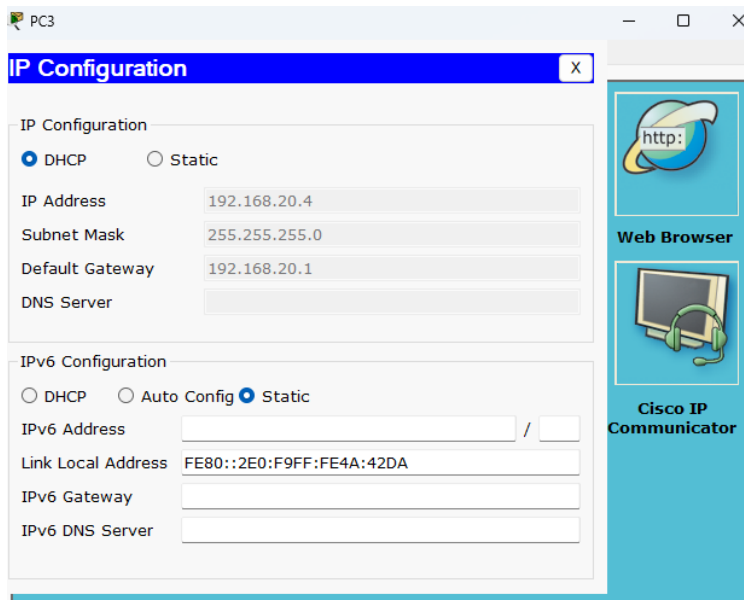 PC3
IP Configuration
X
IP Configuration
DHCP Static
IP Address 192.168.20.4
Subnet Mask 255.255.255.0
Default Gateway 192.168.20.1
DNS Server
IPv6 Configuration
DHCP Auto Config Static
IPv6 Address /
Link Local Address FE80::2E0:F9FF:FE4A:42DA
IPv6 Gateway
IPv6 DNS Server
http:
Web Browser
Cisco IP
Communicator